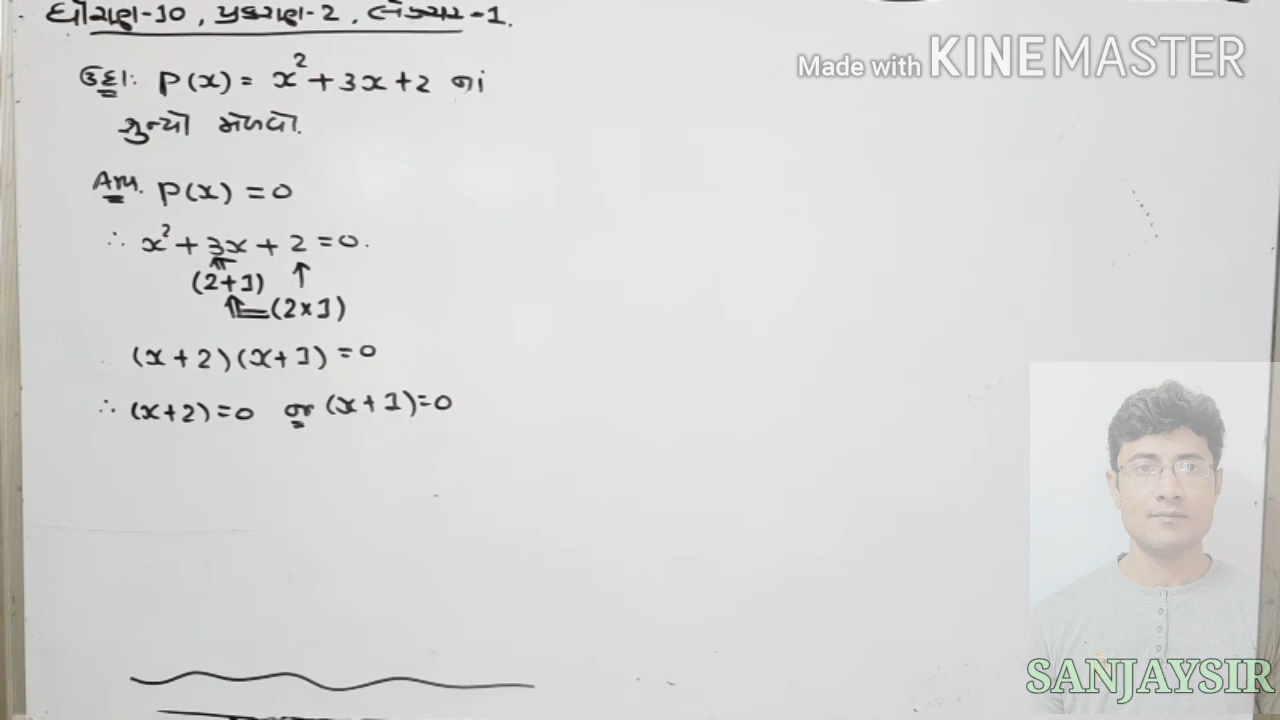 ધોરણ-10, પ્રકરણ-2, લેક્ચર-1.
Made with KINEMASTER
ઉદા: P(x) = x² + 3x + 2 નાં
શુન્યો મેળવો.
Ans. P(x) = 0
∴ x² + 3x + 2 = 0.
(2+1) ↑
(2×1)
(x+2)(x+1) = 0
∴ (x+2)=0 or (x+1)=0
SANJAYSIR